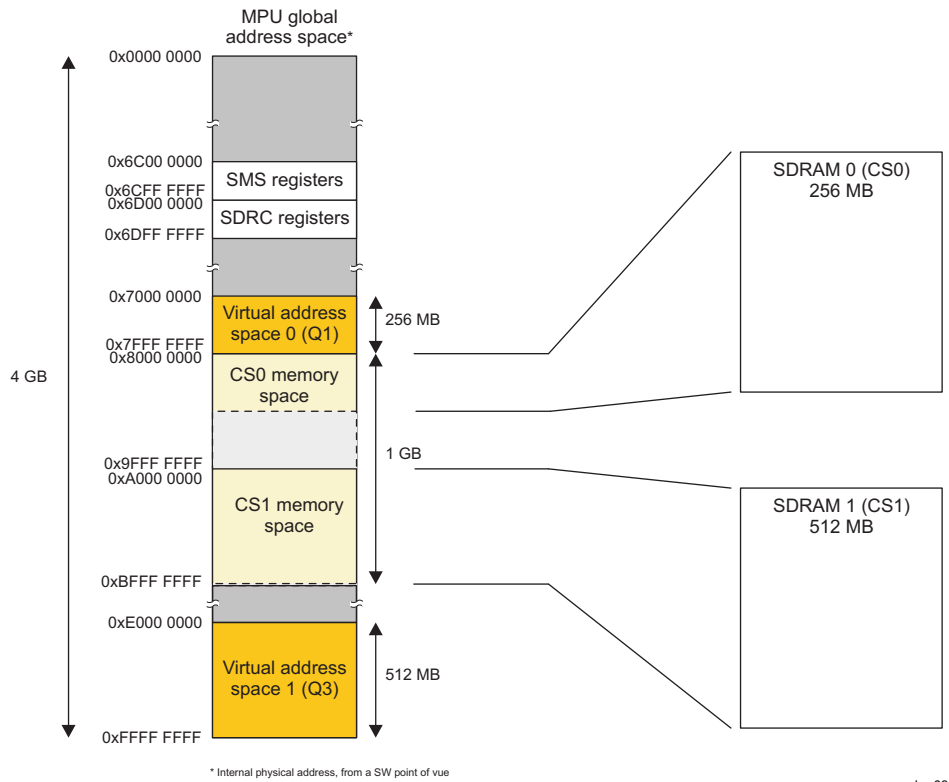 MPU global
address space*
0x0000 0000
0x6C00 0000
SMS registers
0x6CFF FFFF
0x6D00 0000
SDRC registers
0x6DFF FFFF
0x7000 0000
Virtual address
space 0 (Q1)
256 MB
0x7FFF FFFF
0x8000 0000
4 GB
CS0 memory
space
1 GB
0x9FFF FFFF
0xA000 0000
CS1 memory
space
0xBFFF FFFF
0xE000 0000
Virtual address
space 1 (Q3)
512 MB
0xFFFF FFFF
SDRAM 0 (CS0)
256 MB
SDRAM 1 (CS1)
512 MB
* Internal physical address, from a SW point of vue